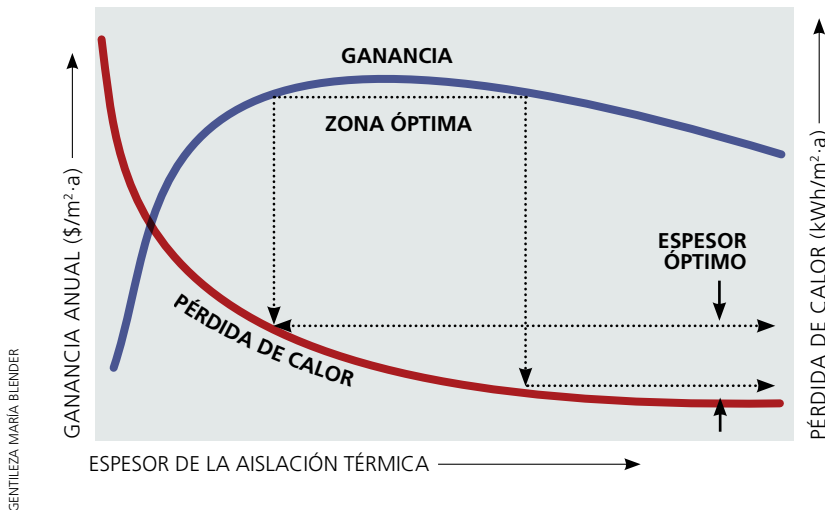 GANANCIA
ZONA ÓPTIMA
ESPESOR
ÓPTIMO
PÉRDIDA DE CALOR
GANANCIA ANUAL ($/m²·a)
PÉRDIDA DE CALOR (kWh/m²·a)
ESPESOR DE LA AISLACIÓN TÉRMICA
GENTILEZA MARÍA BLENDER